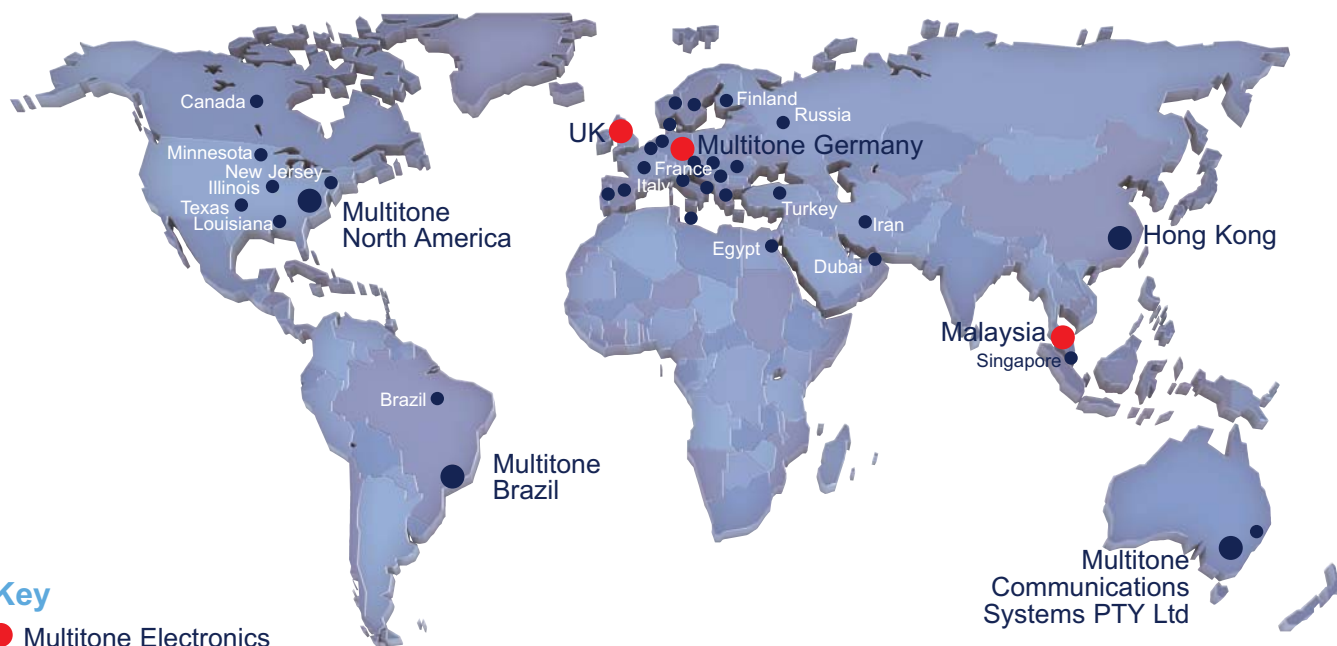 Canada
Finland
Russia
UK
Multitone Germany
Minnesota
New Jersey
France
Illinois
Italy
Texas
Turkey
Louisiana
Multitone
North America
Iran
Egypt
Hong Kong
Dubai
Malaysia
Singapore
Brazil
Multitone
Brazil
Multitone
Communications
Systems PTY Ltd
Key
Multitone Electronics